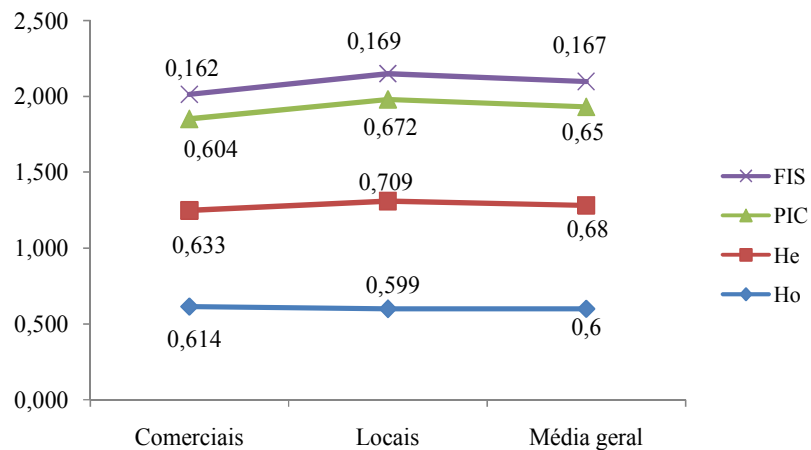 2,500
2,000
1,500
1,000
0,500
0,000
0,162
0,169
0,167
0,604
0,672
0,65
0,633
0,709
0,68
0,614
0,599
0,6
Comerciais
Locais
Média geral
FIS
PIC
He
Ho